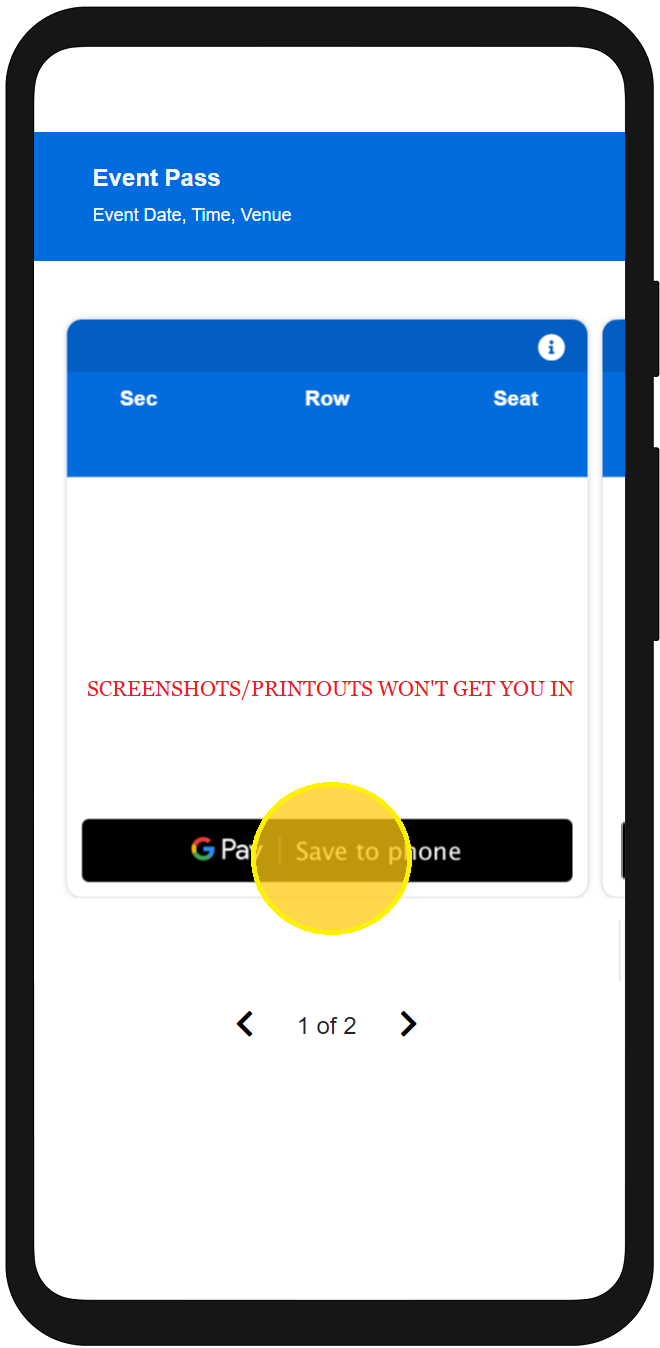 Event Pass
Event Date, Time, Venue
Sec Row Seat
SCREENSHOTS/PRINTOUTS WON'T GET YOU IN
G Pay | Save to phone
1 of 2